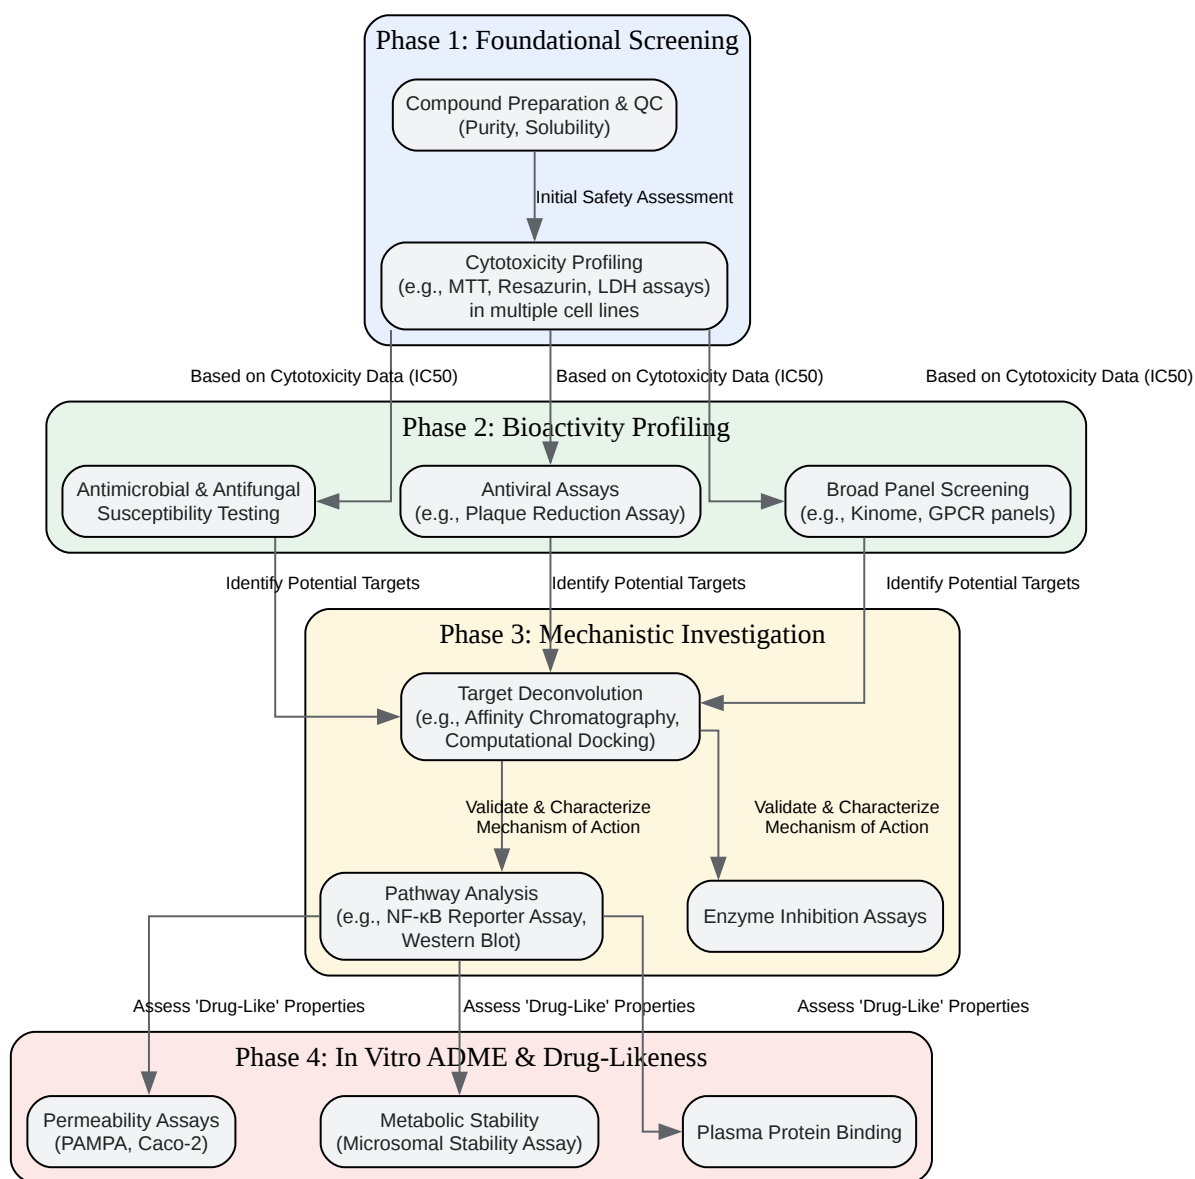 Phase 1: Foundational Screening
Compound Preparation & QC
(Purity, Solubility)
Initial Safety Assessment
Cytotoxicity Profiling
(e.g., MTT, Resazurin, LDH assays)
in multiple cell lines
Based on Cytotoxicity Data (IC50)
Based on Cytotoxicity Data (IC50)
Based on Cytotoxicity Data (IC50)
Phase 2: Bioactivity Profiling
Antimicrobial & Antifungal
Susceptibility Testing
Antiviral Assays
(e.g., Plaque Reduction Assay)
Broad Panel Screening
(e.g., Kinome, GPCR panels)
Identify Potential Targets
Identify Potential Targets
Identify Potential Targets
Phase 3: Mechanistic Investigation
Target Deconvolution
(e.g., Affinity Chromatography,
Computational Docking)
Validate & Characterize
Mechanism of Action
Validate & Characterize
Mechanism of Action
Pathway Analysis
(e.g., NF-κB Reporter Assay,
Western Blot)
Enzyme Inhibition Assays
Assess 'Drug-Like' Properties
Assess 'Drug-Like' Properties
Assess 'Drug-Like' Properties
Phase 4: In Vitro ADME & Drug-Likeness
Permeability Assays
(PAMPA, Caco-2)
Metabolic Stability
(Microsomal Stability Assay)
Plasma Protein Binding